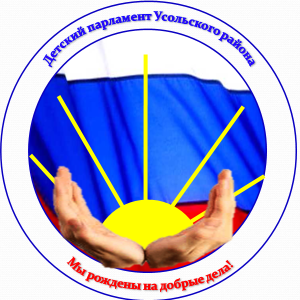 Детский парламент Усольского района
Мы рождены на добрые дела!